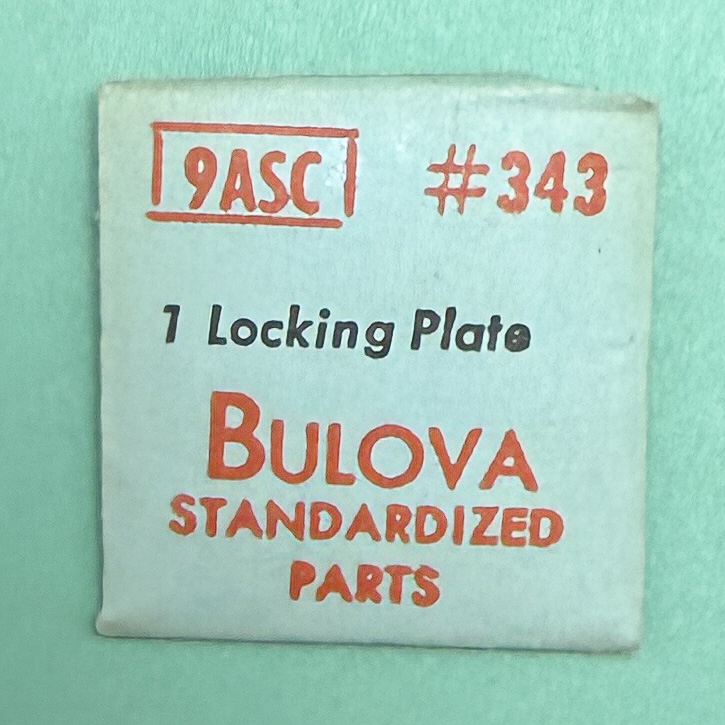 9ASC #343
1 Locking Plate
BULOVA
STANDARDIZED
PARTS